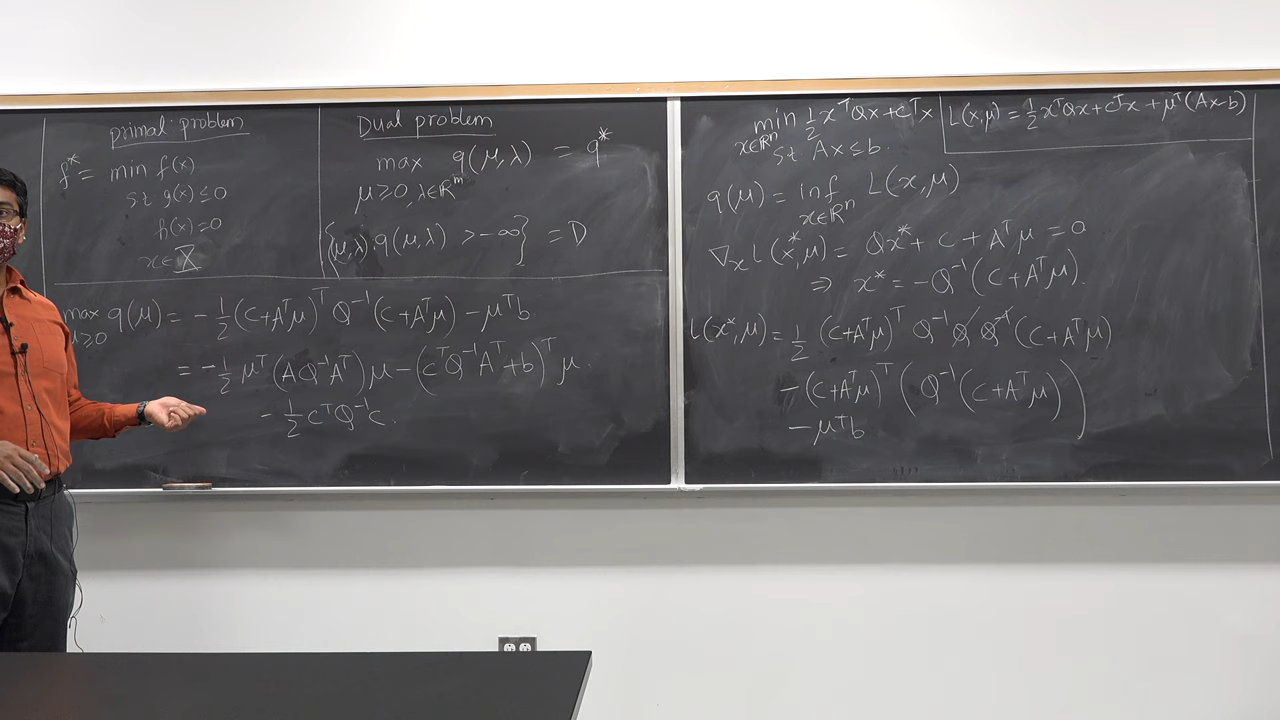 primal problem
f* = min f(x)
st g(x) ≤ 0
h(x) = 0
x ∈ X
Dual problem
max q(μ,λ) = q*
μ ≥ 0, λ ∈ ℝᵐ
{(μ,λ): q(μ,λ) > -∞} = D
max q(μ) = -1/2 (c+Aᵀμ)ᵀ Q⁻¹ (c+Aᵀμ) - μᵀb.
μ ≥ 0
= -1/2 μᵀ (AQ⁻¹Aᵀ) μ - (cᵀQ⁻¹Aᵀ + b)ᵀ μ.
- 1/2 cᵀQ⁻¹c.
min 1/2 xᵀQx + cᵀx
x∈ℝⁿ
st Ax ≤ b.
L(x,μ) = 1/2 xᵀQx + cᵀx + μᵀ(Ax-b)
q(μ) = inf L(x,μ)
x∈ℝⁿ
∇ₓL(x*,μ) = Qx* + c + Aᵀμ = 0
⇒ x* = -Q⁻¹(c+Aᵀμ).
L(x*,μ) = 1/2 (c+Aᵀμ)ᵀ Q⁻¹ Q Q⁻¹ (c+Aᵀμ)
- (c+Aᵀμ)ᵀ (Q⁻¹(c+Aᵀμ))
- μᵀb